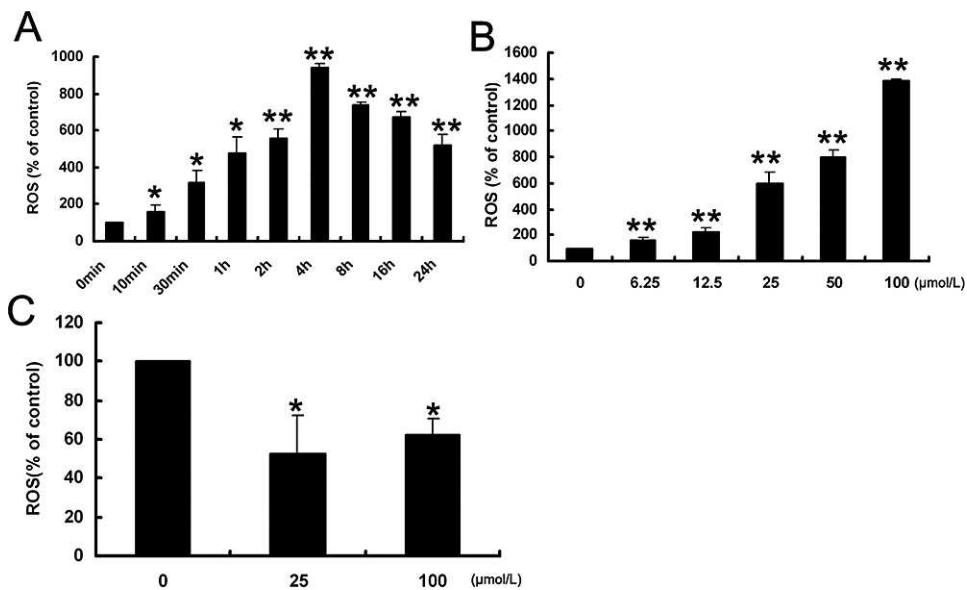 A
ROS (% of control)
1000
800
600
400
200
0
*
*
*
**
**
**
**
**
0min
10min
30min
1h
2h
4h
8h
16h
24h
B
ROS (% of control)
1600
1400
1200
1000
800
600
400
200
0
**
**
**
**
**
0 6.25 12.5 25 50 100 (μmol/L)
C
ROS(% of control)
120
100
80
60
40
20
0
*
*
0 25 100 (μmol/L)